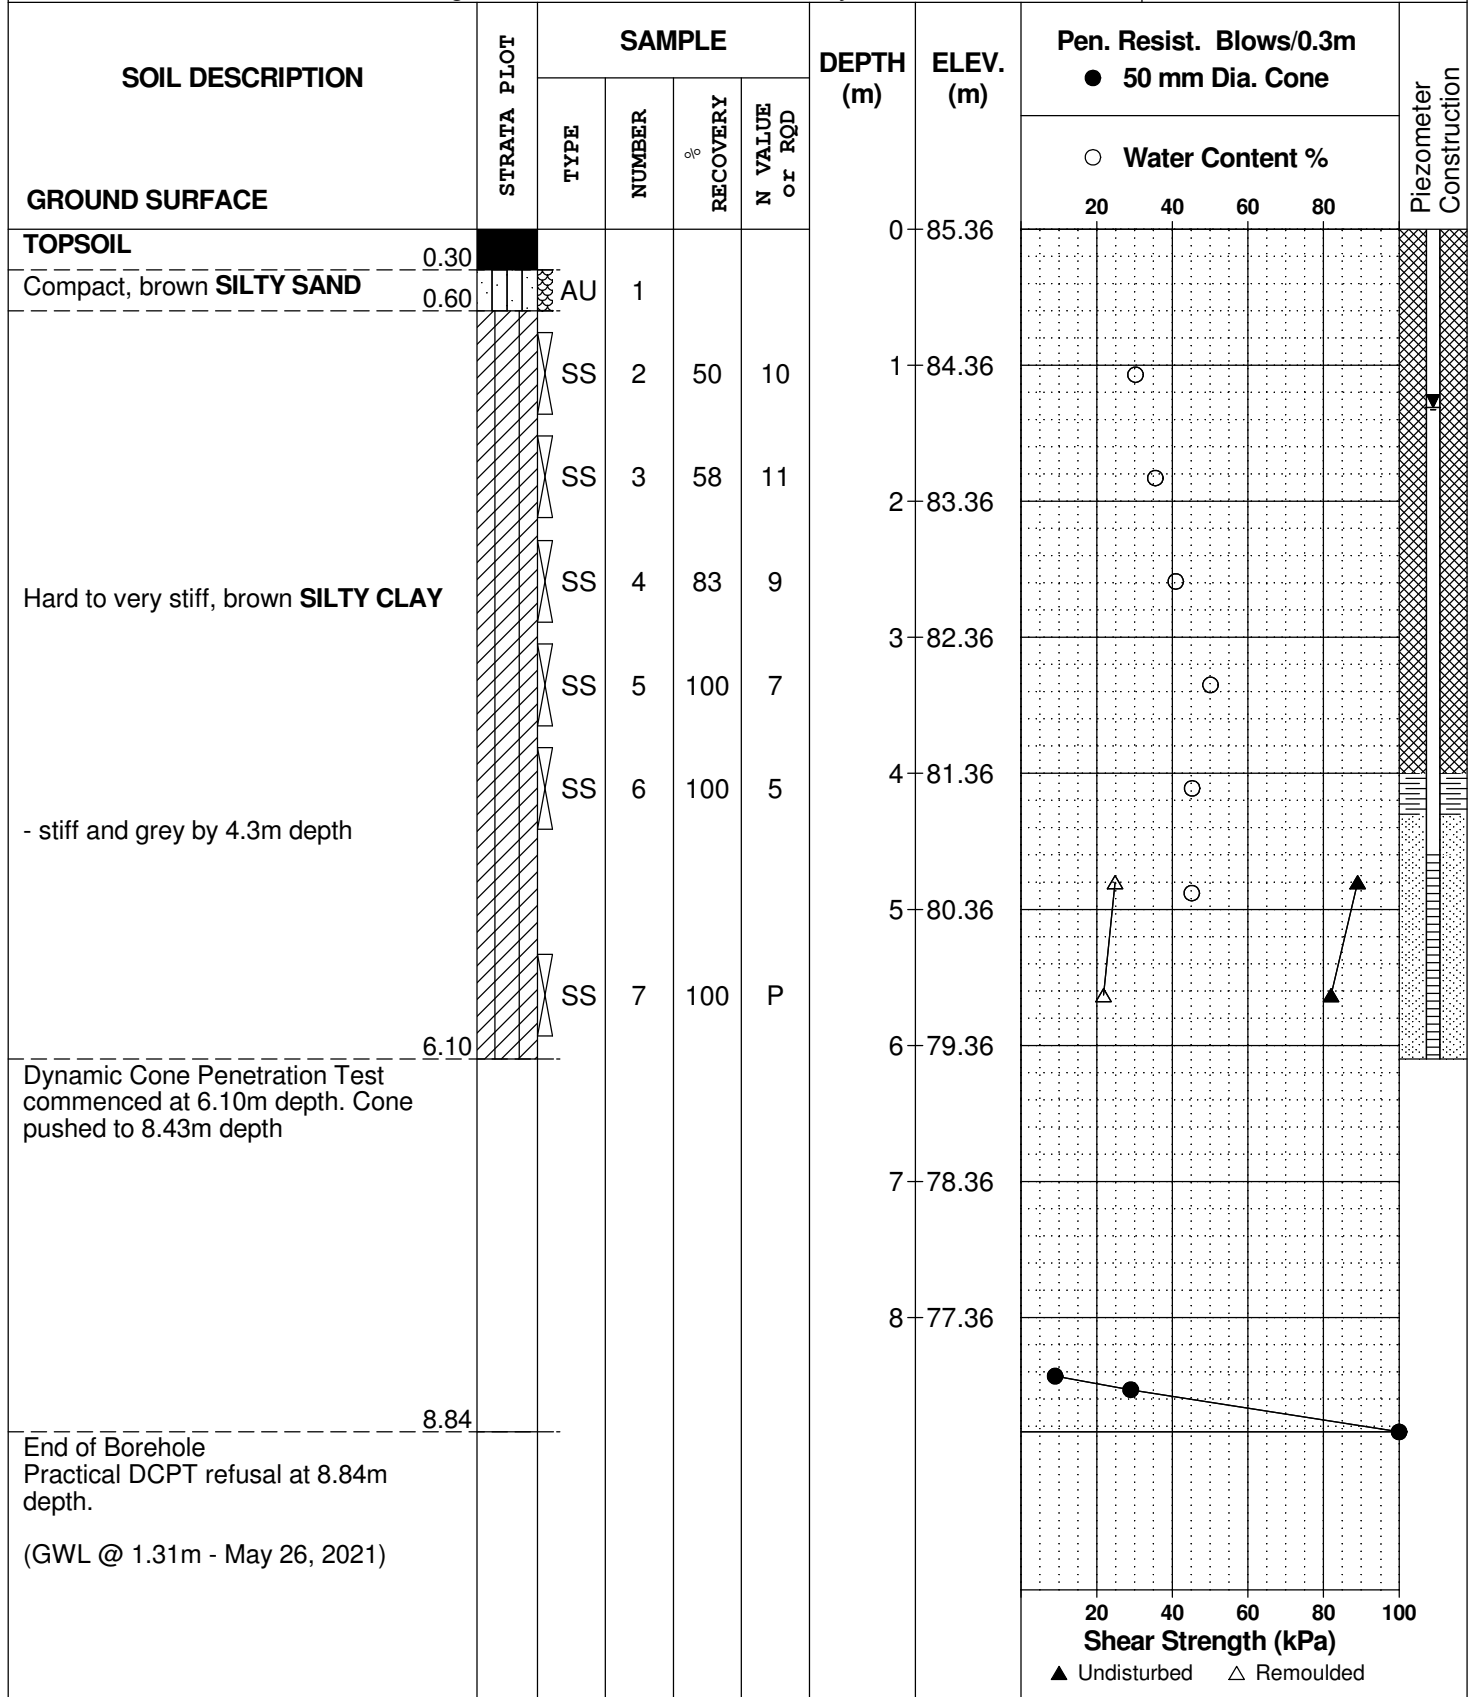 SOIL DESCRIPTION
GROUND SURFACE
STRATA PLOT
SAMPLE
TYPE
NUMBER
%
RECOVERY
N VALUE
or RQD
DEPTH
(m)
ELEV.
(m)
Pen. Resist. Blows/0.3m
● 50 mm Dia. Cone
○ Water Content %
20 40 60 80
Piezometer
Construction
TOPSOIL
0.30
0 85.36
Compact, brown SILTY SAND
0.60
AU 1
SS 2 50 10
1 84.36
SS 3 58 11
2 83.36
SS 4 83 9
Hard to very stiff, brown SILTY CLAY
3 82.36
SS 5 100 7
4 81.36
SS 6 100 5
- stiff and grey by 4.3m depth
5 80.36
SS 7 100 P
6.10
6 79.36
Dynamic Cone Penetration Test
commenced at 6.10m depth. Cone
pushed to 8.43m depth
7 78.36
8 77.36
8.84
End of Borehole
Practical DCPT refusal at 8.84m
depth.
(GWL @ 1.31m - May 26, 2021)
20 40 60 80 100
Shear Strength (kPa)
▲ Undisturbed △ Remoulded